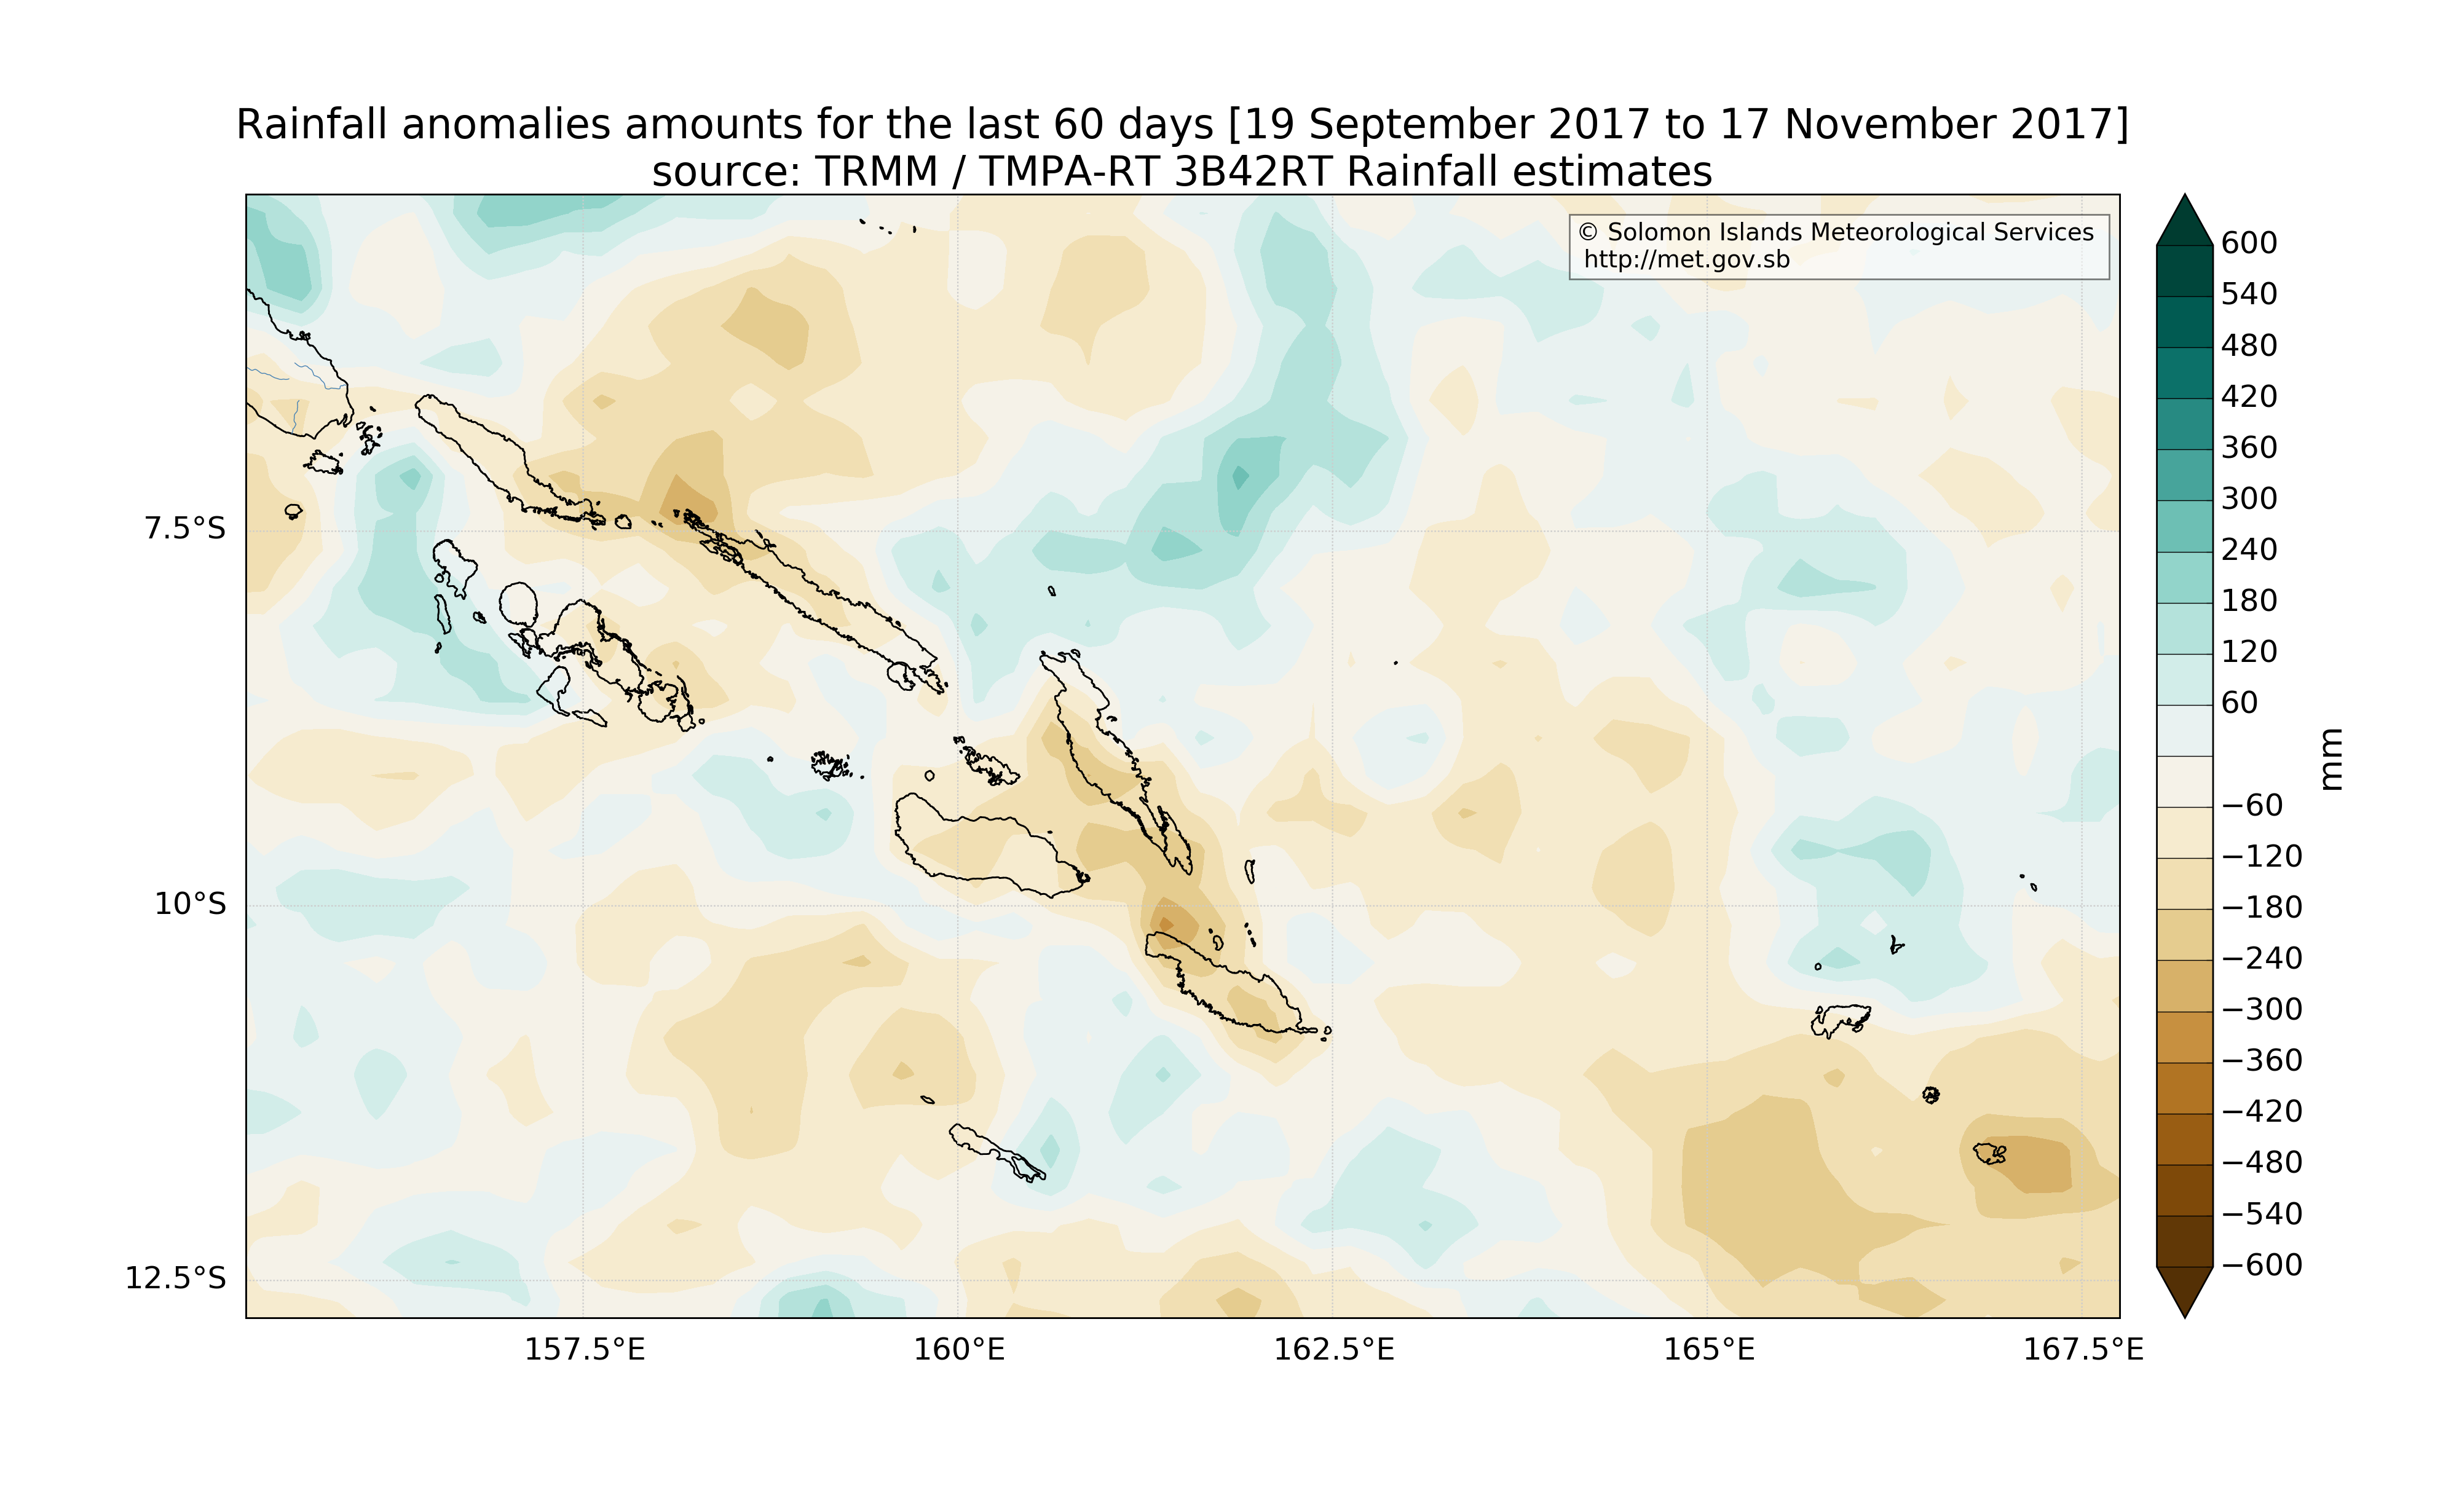 Rainfall anomalies amounts for the last 60 days [19 September 2017 to 17 November 2017]
source: TRMM / TMPA-RT 3B42RT Rainfall estimates
© Solomon Islands Meteorological Services
http://met.gov.sb
7.5°S
10°S
12.5°S
157.5°E
160°E
162.5°E
165°E
167.5°E
600
540
480
420
360
300
240
180
120
60
−60
−120
−180
−240
−300
−360
−420
−480
−540
−600
mm